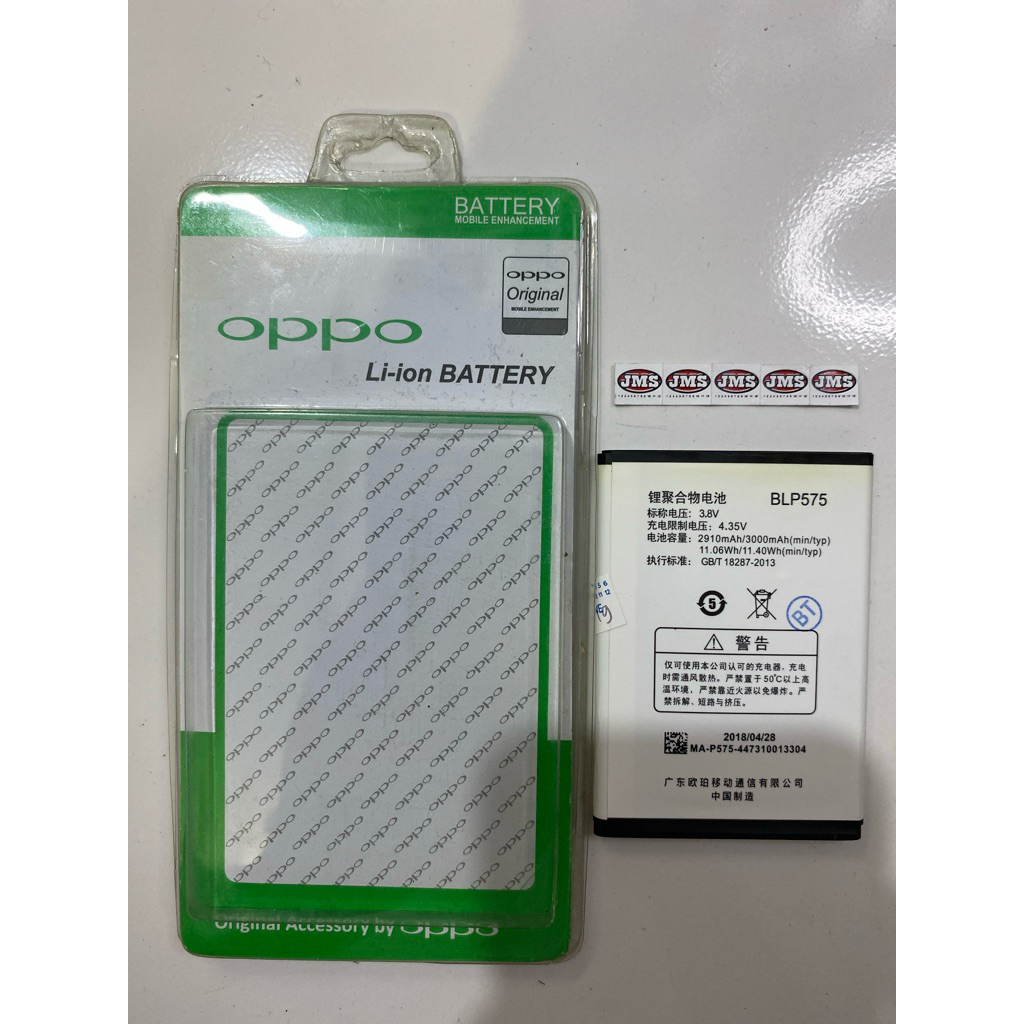 BATTERY
MOBILE ENHANCEMENT
oppo
Original
MOBILE ENHANCEMENT
oppo
Li-ion BATTERY
Original Accessory by oppo
JMS JMS JMS JMS JMS
锂聚合物电池 BLP575
标称电压: 3.8V
充电限制电压: 4.35V
电池容量: 2910mAh/3000mAh(min/typ)
11.06Wh/11.40Wh(min/typ)
执行标准: GB/T 18287-2013
5
BT
警告
仅可使用本公司认可的充电器、充电
时需通风散热。严禁置于50℃以上高
温环境，严禁靠近火源以免爆炸。严
禁拆解、短路与挤压。
2018/04/28
MA-P575-447310013304
广东欧珀移动通信有限公司
中国制造